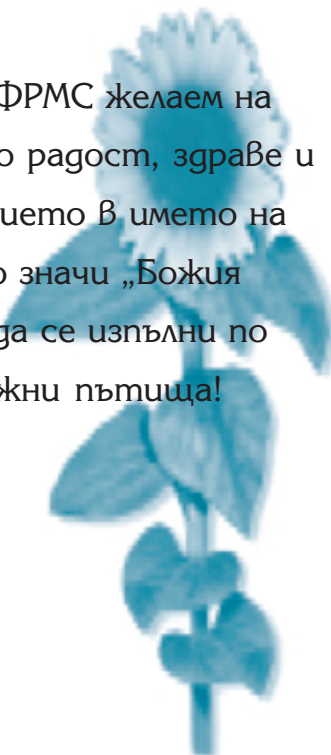 ФРМС желаем на
о радост, здраве и
ието в името на
о значи „Божия
да се изпълни по
жни пътища!